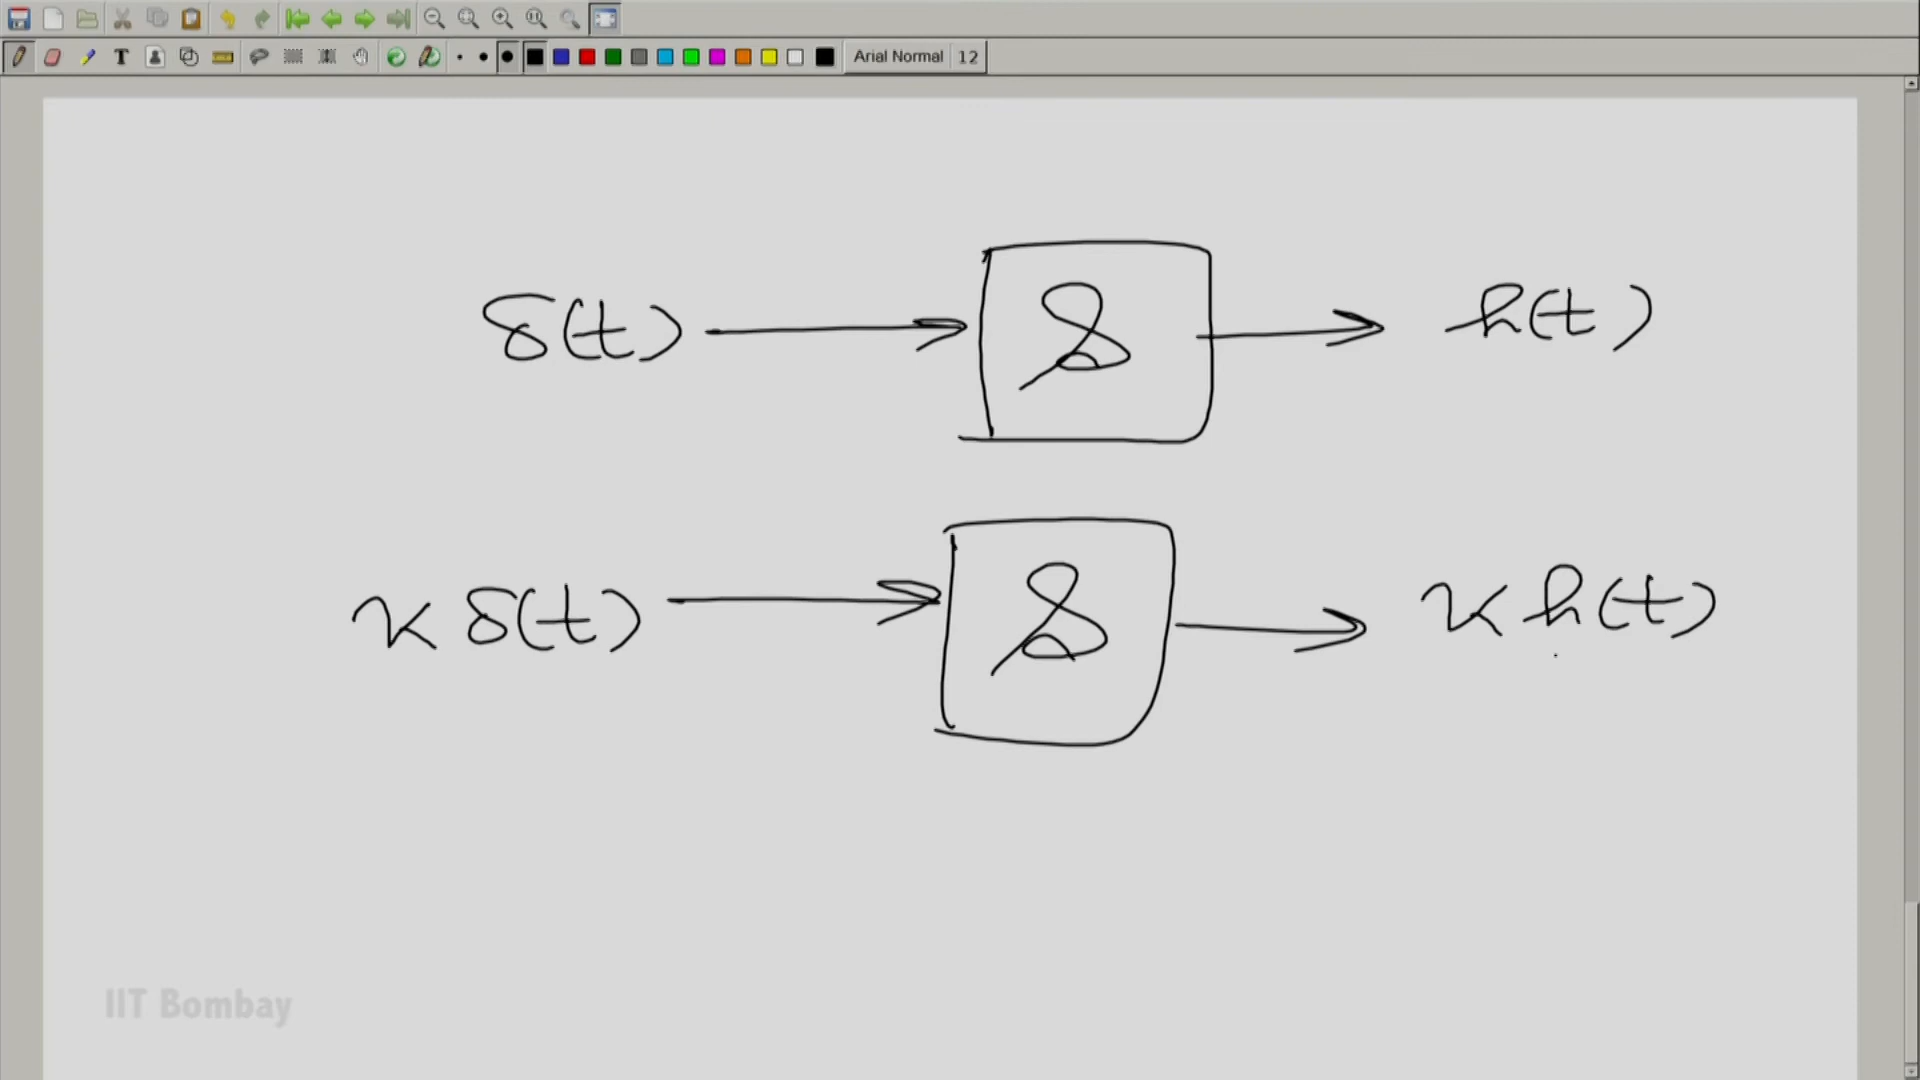 T Arial Normal 12
δ(t) S h(t)
κ δ(t) S κ h(t)
IIT Bombay